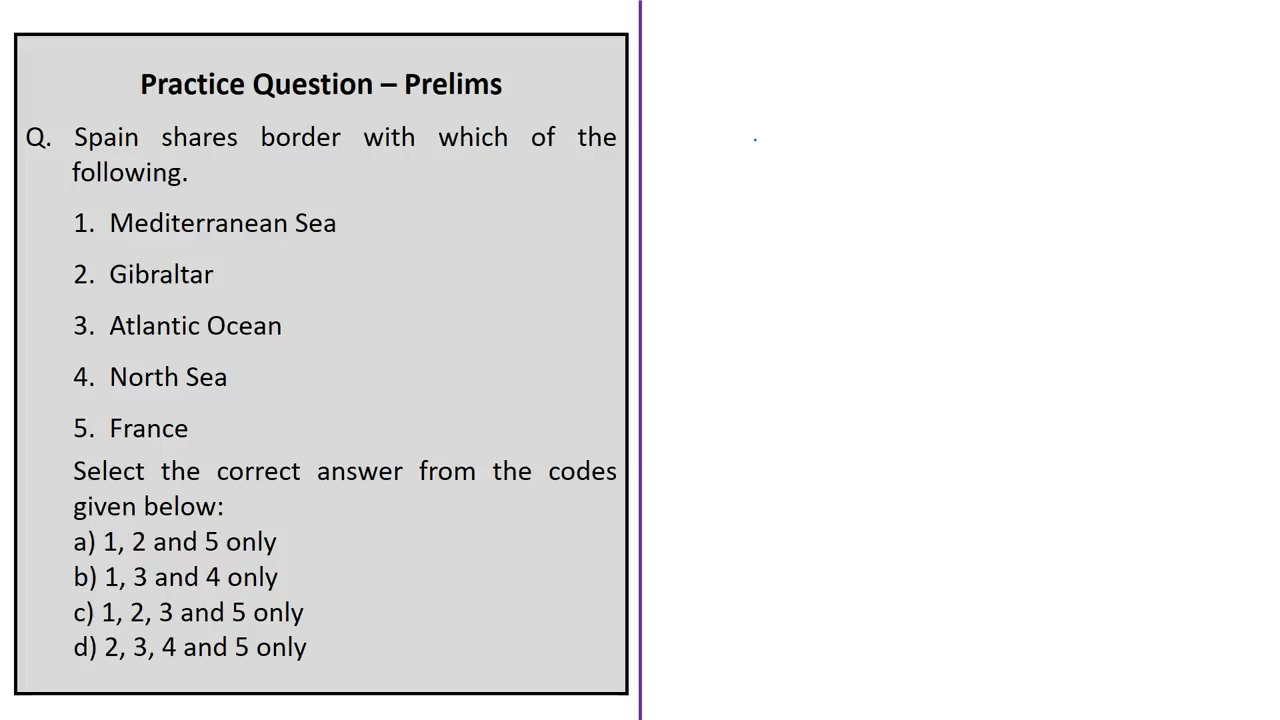 Practice Question – Prelims
Q. Spain shares border with which of the
following.
1. Mediterranean Sea
2. Gibraltar
3. Atlantic Ocean
4. North Sea
5. France
Select the correct answer from the codes
given below:
a) 1, 2 and 5 only
b) 1, 3 and 4 only
c) 1, 2, 3 and 5 only
d) 2, 3, 4 and 5 only